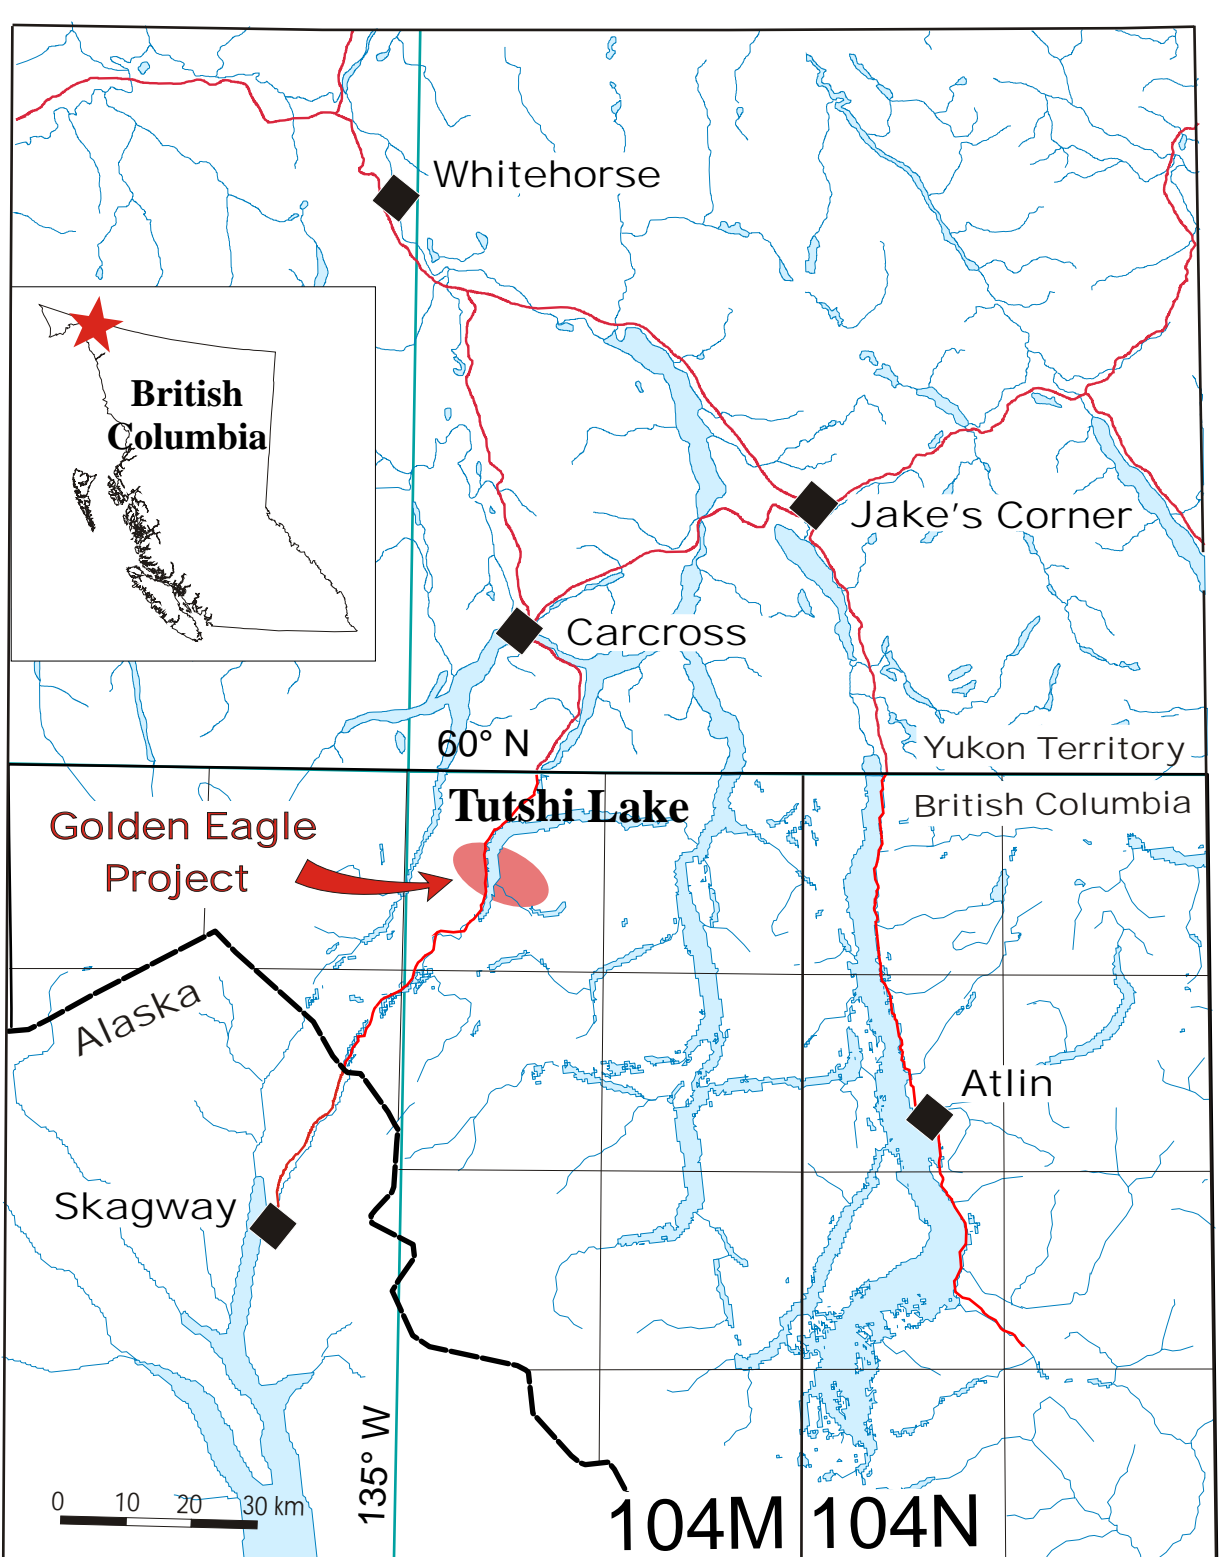 Whitehorse
British
Columbia
Jake's Corner
Carcross
60° N
Yukon Territory
Tutshi Lake
British Columbia
Golden Eagle
Project
Alaska
Atlin
Skagway
135° W
0 10 20 30 km
104M 104N